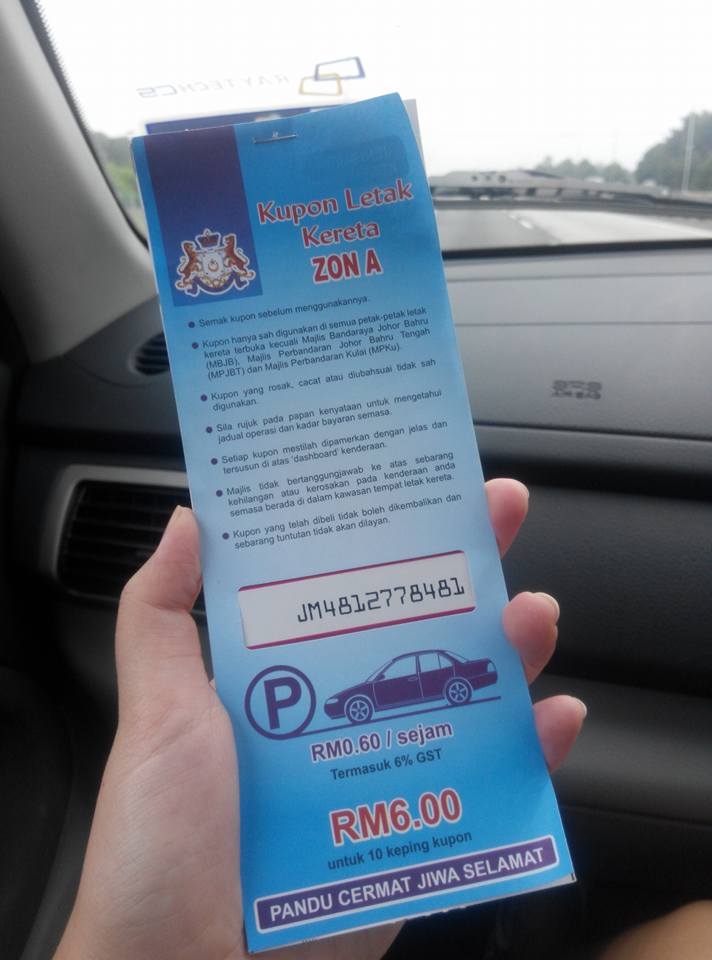 RAYTECHCS
Kupon Letak
Kereta
ZON A
● Semak kupon sebelum menggunakannya.
● Kupon hanya sah digunakan di semua petak-petak letak
kereta terbuka kecuali Majlis Bandaraya Johor Bahru
(MBJB), Majlis Perbandaran Johor Bahru Tengah
(MPJBT) dan Majlis Perbandaran Kulai (MPKu).
● Kupon yang rosak, cacat atau diubahsuai tidak sah
digunakan.
● Sila rujuk pada papan kenyataan untuk mengetahui
jadual operasi dan kadar bayaran semasa.
● Setiap kupon mestilah dipamerkan dengan jelas dan
tersusun di atas 'dashboard' kenderaan.
● Majlis tidak bertanggungjawab ke atas sebarang
kehilangan atau kerosakan pada kenderaan anda
semasa berada di dalam kawasan tempat letak kereta.
● Kupon yang telah dibeli tidak boleh dikembalikan dan
sebarang tuntutan tidak akan dilayan.
JM4812778481
P
RM0.60 / sejam
Termasuk 6% GST
RM6.00
untuk 10 keping kupon
PANDU CERMAT JIWA SELAMAT